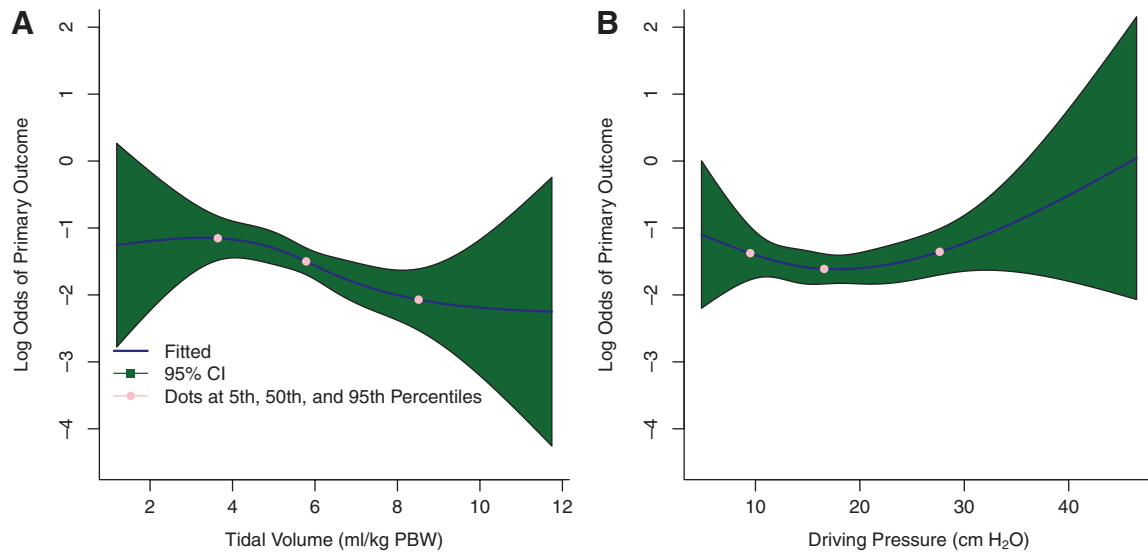 A
2
1
0
−1
−2
−3
−4
Log Odds of Primary Outcome
Fitted
95% CI
Dots at 5th, 50th, and 95th Percentiles
2 4 6 8 10 12
Tidal Volume (ml/kg PBW)
B
2
1
0
−1
−2
−3
−4
Log Odds of Primary Outcome
10 20 30 40
Driving Pressure (cm H₂O)